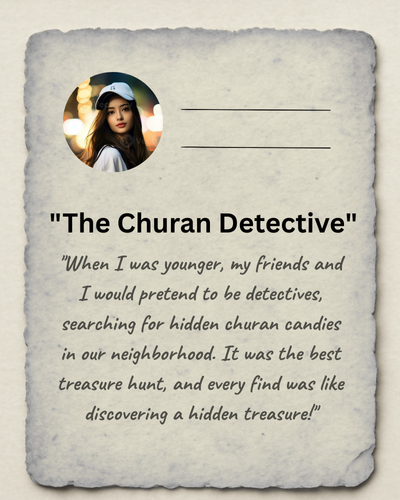 "The Churan Detective"
"When I was younger, my friends and
I would pretend to be detectives,
searching for hidden churan candies
in our neighborhood. It was the best
treasure hunt, and every find was like
discovering a hidden treasure!"